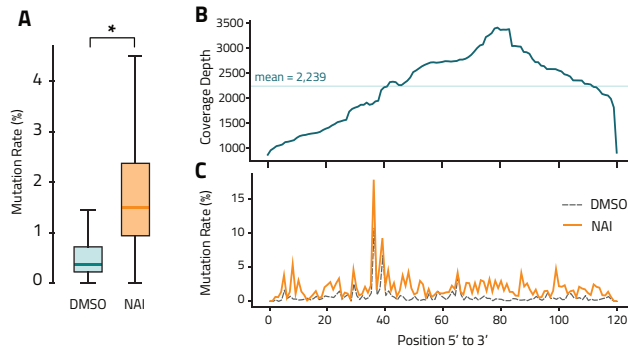 A
*
Mutation Rate (%)
4
3
2
1
0
DMSO
NAI
B
Coverage Depth
3500
3000
2500
2000
1500
1000
mean = 2,239
C
Mutation Rate (%)
15
10
5
0
DMSO
NAI
0
20
40
60
80
100
120
Position 5’ to 3’